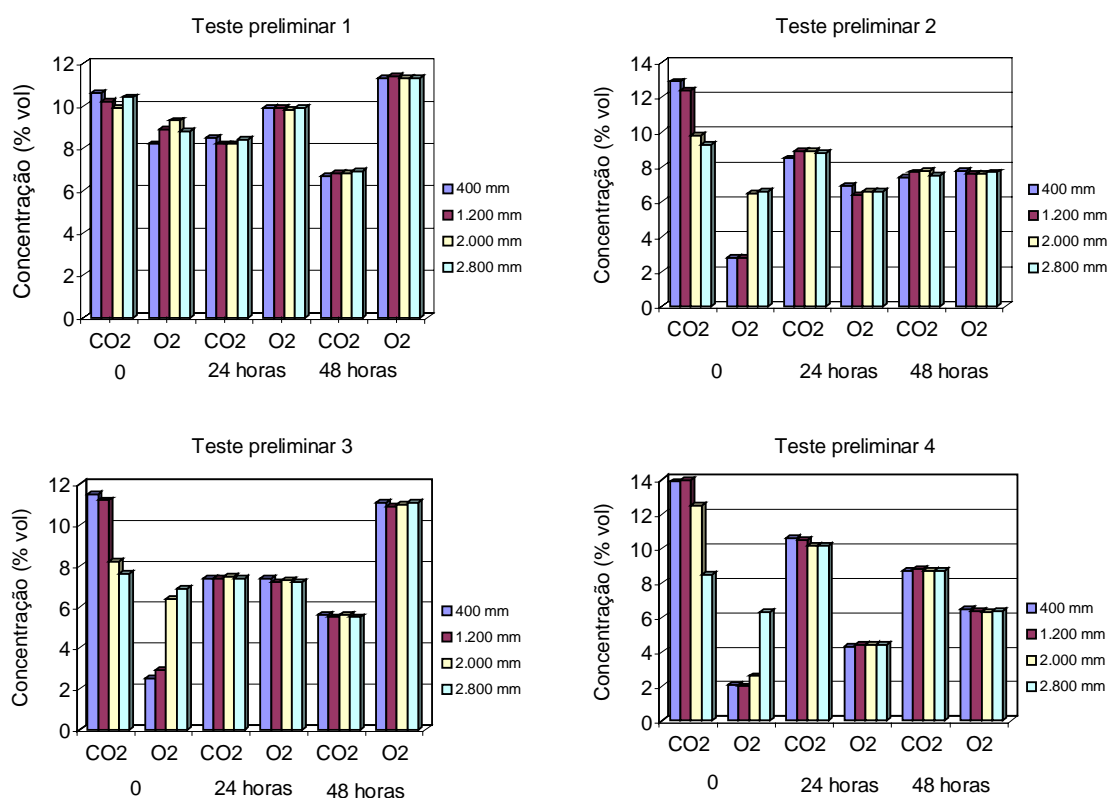 Teste preliminar 1
Concentração (% vol)
12
10
8
6
4
2
0
CO2 O2 CO2 O2 CO2 O2
0 24 horas 48 horas
400 mm
1.200 mm
2.000 mm
2.800 mm
Teste preliminar 2
Concentração (% vol)
14
12
10
8
6
4
2
0
CO2 O2 CO2 O2 CO2 O2
0 24 horas 48 horas
400 mm
1.200 mm
2.000 mm
2.800 mm
Teste preliminar 3
Concentração (% vol)
12
10
8
6
4
2
0
CO2 O2 CO2 O2 CO2 O2
0 24 horas 48 horas
400 mm
1.200 mm
2.000 mm
2.800 mm
Teste preliminar 4
Concentração (% vol)
14
12
10
8
6
4
2
0
CO2 O2 CO2 O2 CO2 O2
0 24 horas 48 horas
400 mm
1.200 mm
2.000 mm
2.800 mm